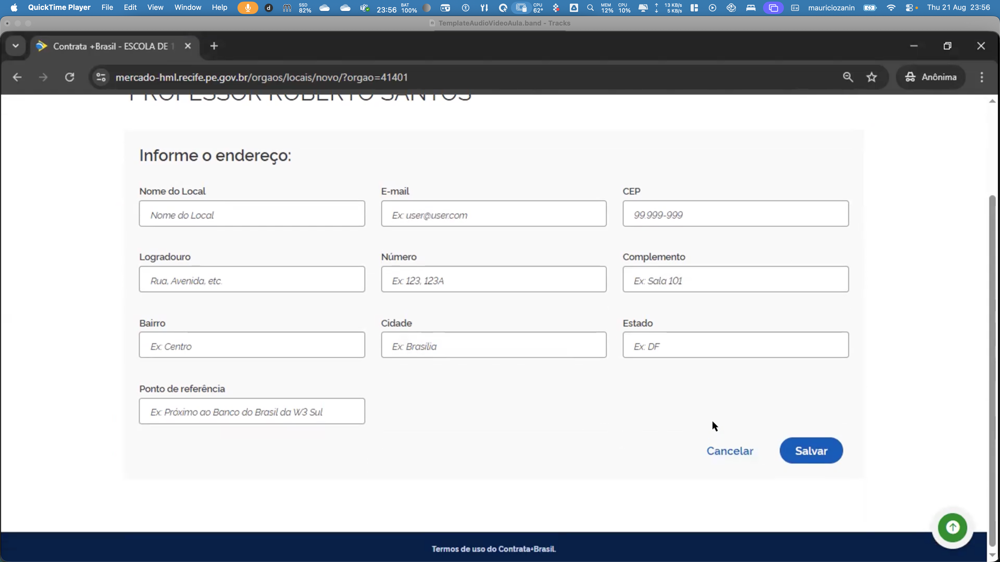 QuickTime Player File Edit View Window Help d SSD 82% 23:56 BAT 100% CPU 62° MEM 12% CPU 10% 13 KB/s 5 KB/s mauriciozanin Thu 21 Aug 23:56
TemplateAudioVideoAula.band - Tracks
Contrata +Brasil - ESCOLA DE 1
mercado-hml.recife.pe.gov.br/orgaos/locais/novo/?orgao=41401 Anônima
PROFESSOR ROBERTO SANTOS
Informe o endereço:
Nome do Local E-mail CEP
Nome do Local Ex: user@user.com 99.999-999
Logradouro Número Complemento
Rua, Avenida, etc. Ex: 123, 123A Ex: Sala 101
Bairro Cidade Estado
Ex: Centro Ex: Brasília Ex: DF
Ponto de referência
Ex: Próximo ao Banco do Brasil da W3 Sul
Cancelar Salvar
Termos de uso do Contrata+Brasil.